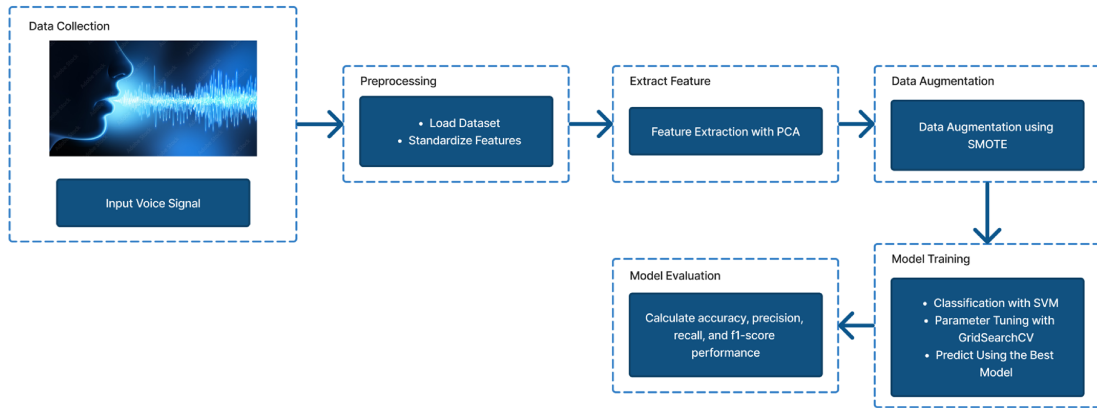 Data Collection
Input Voice Signal
Preprocessing
• Load Dataset
• Standardize Features
Extract Feature
Feature Extraction with PCA
Data Augmentation
Data Augmentation using
SMOTE
Model Training
• Classification with SVM
• Parameter Tuning with
GridSearchCV
• Predict Using the Best
Model
Model Evaluation
Calculate accuracy, precision,
recall, and f1-score
performance